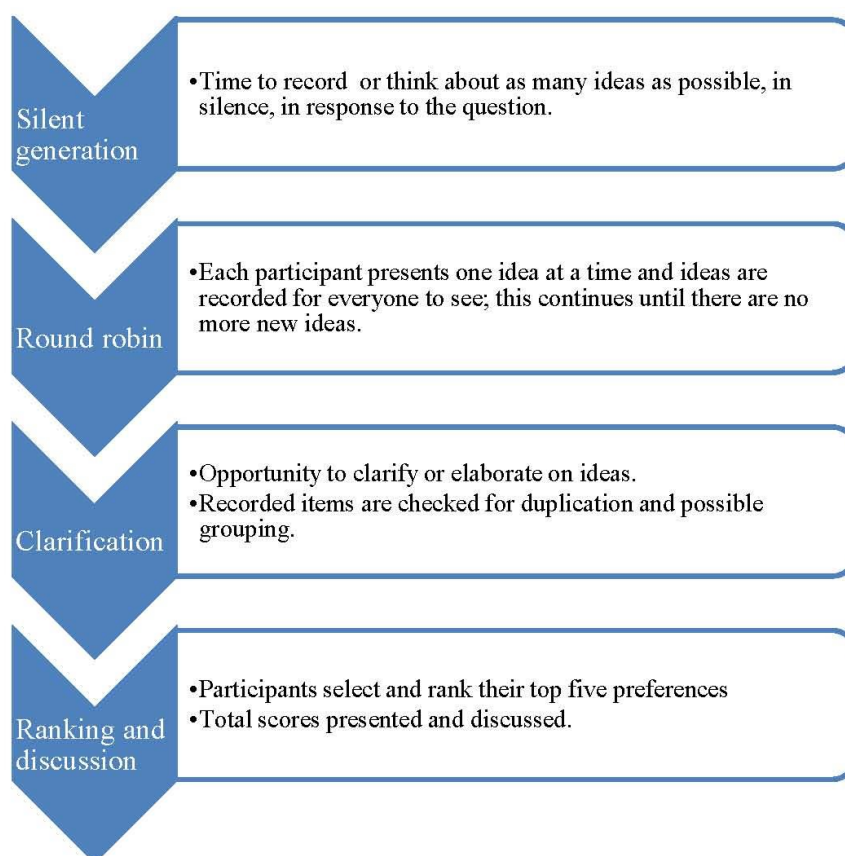 Silent
generation
•Time to record  or think about as many ideas as possible, in
silence, in response to the question.
Round robin
•Each participant presents one idea at a time and ideas are
recorded for everyone to see; this continues until there are no
more new ideas.
Clarification
•Opportunity to clarify or elaborate on ideas.
•Recorded items are checked for duplication and possible
grouping.
Ranking and
discussion
•Participants select and rank their top five preferences
•Total scores presented and discussed.